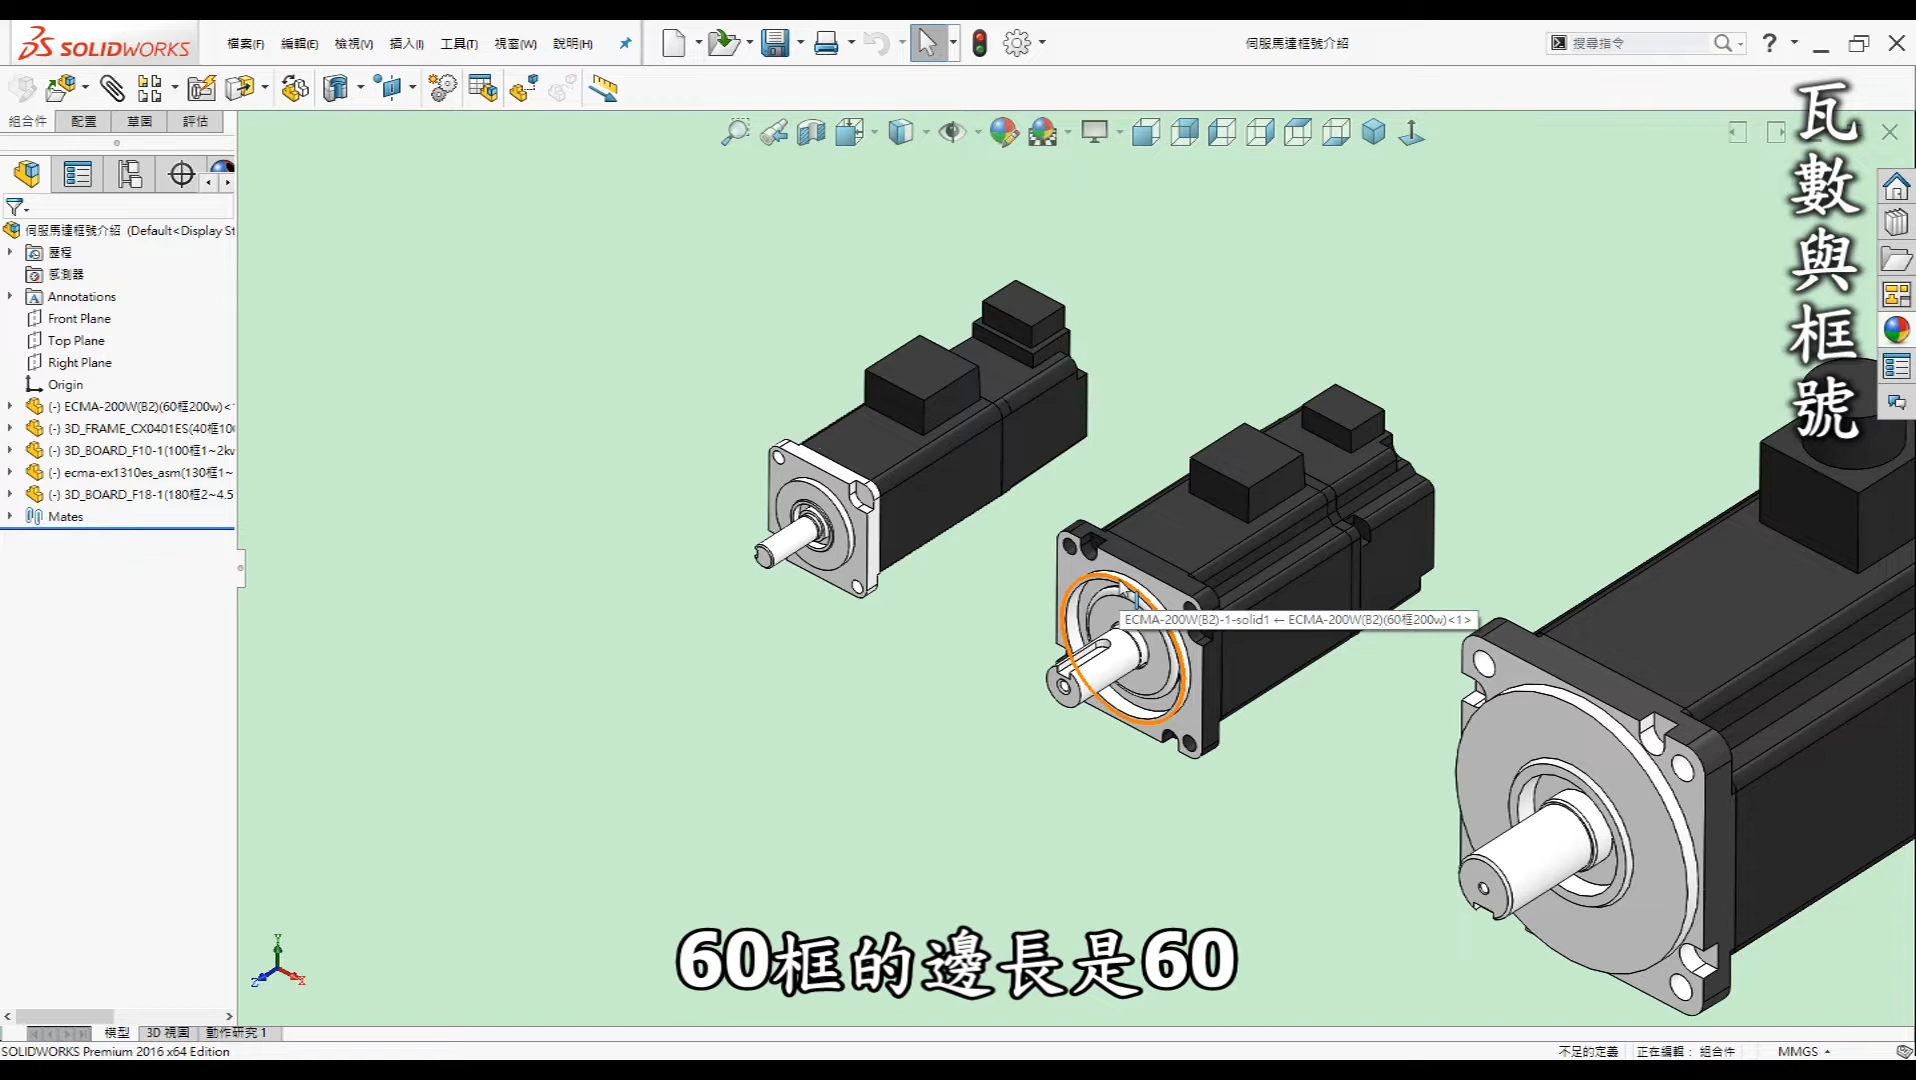 SOLIDWORKS
檔案(F) 編輯(E) 檢視(V) 插入(I) 工具(T) 視窗(W) 說明(H)
伺服馬達框號介紹
搜尋指令
組合件 配置 草圖 評估
伺服馬達框號介紹 (Default<Display St
歷程
感測器
Annotations
Front Plane
Top Plane
Right Plane
Origin
(-) ECMA-200W(B2)(60框200w)<
(-) 3D_FRAME_CX0401ES(40框10
(-) 3D_BOARD_F10-1(100框1~2kw
(-) ecma-ex1310es_asm(130框1~
(-) 3D_BOARD_F18-1(180框2~4.5
Mates
瓦數與框號
ECMA-200W(B2)-1-solid1 ← ECMA-200W(B2)(60框200w)<1>
60框的邊長是60
Y
Z
X
模型 3D 視圖 動作研究 1
SOLIDWORKS Premium 2016 x64 Edition
不足的定義 正在編輯： 組合件 MMGS